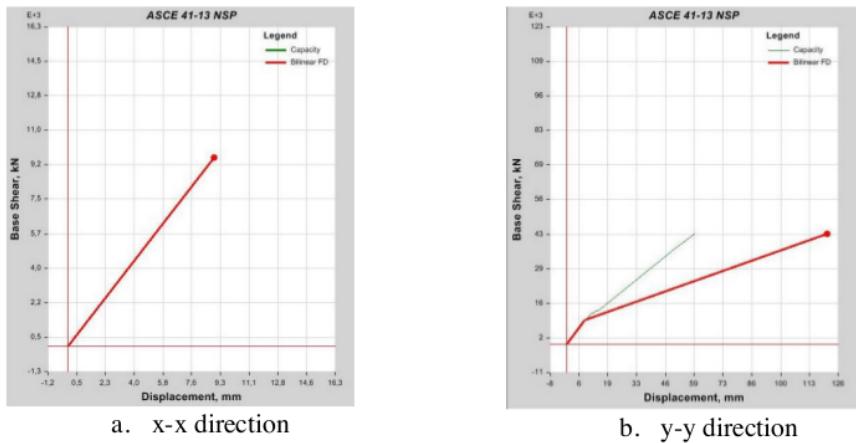 ASCE 41-13 NSP
E+3
Legend
Capacity
Bilinear FD
16,3
14,5
12,8
11,0
9,2
7,5
5,7
4,0
2,2
0,5
-1,3
Base Shear, kN
-1,2 0,5 2,3 4,0 5,8 7,6 9,3 11,1 12,8 14,6 16,3
Displacement, mm
a. x-x direction
ASCE 41-13 NSP
E+3
Legend
Capacity
Bilinear FD
123
109
96
83
69
56
43
29
16
2
-11
Base Shear, kN
-8 6 19 33 46 59 73 86 100 113 126
Displacement, mm
b. y-y direction